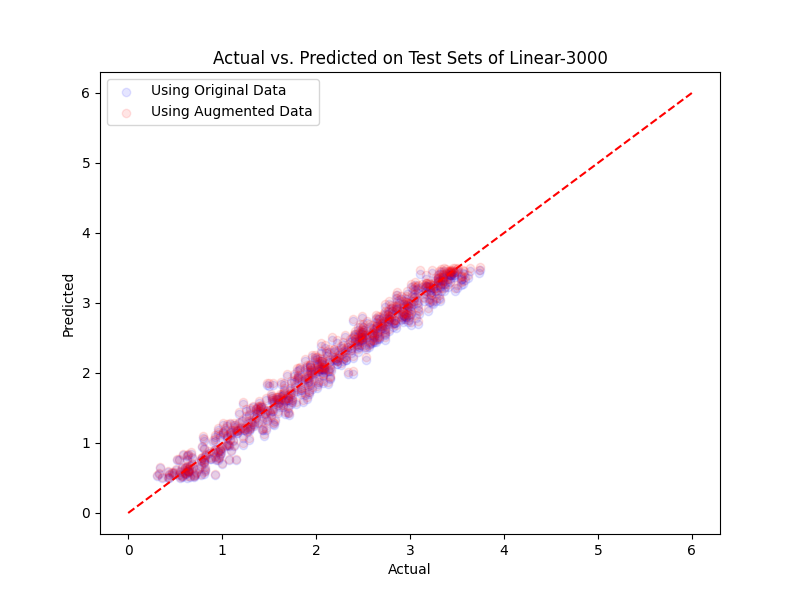 Actual vs. Predicted on Test Sets of Linear-3000
Using Original Data
Using Augmented Data
6
5
4
3
2
1
0
Predicted
0 1 2 3 4 5 6
Actual